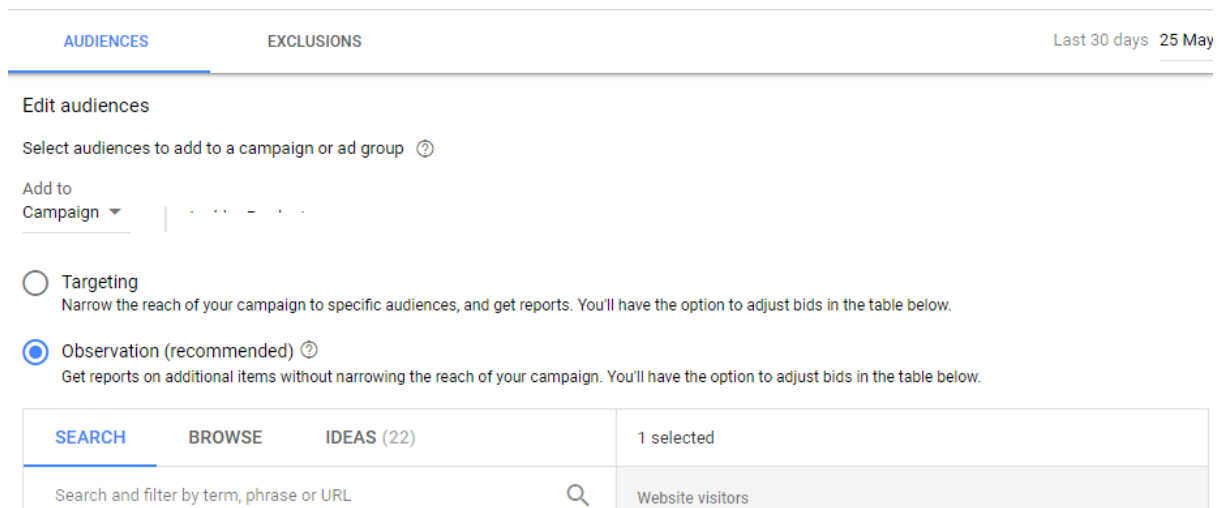 AUDIENCES EXCLUSIONS Last 30 days 25 May
Edit audiences
Select audiences to add to a campaign or ad group
Add to
Campaign
Targeting
Narrow the reach of your campaign to specific audiences, and get reports. You'll have the option to adjust bids in the table below.
Observation (recommended)
Get reports on additional items without narrowing the reach of your campaign. You'll have the option to adjust bids in the table below.
SEARCH BROWSE IDEAS (22) 1 selected
Search and filter by term, phrase or URL Website visitors